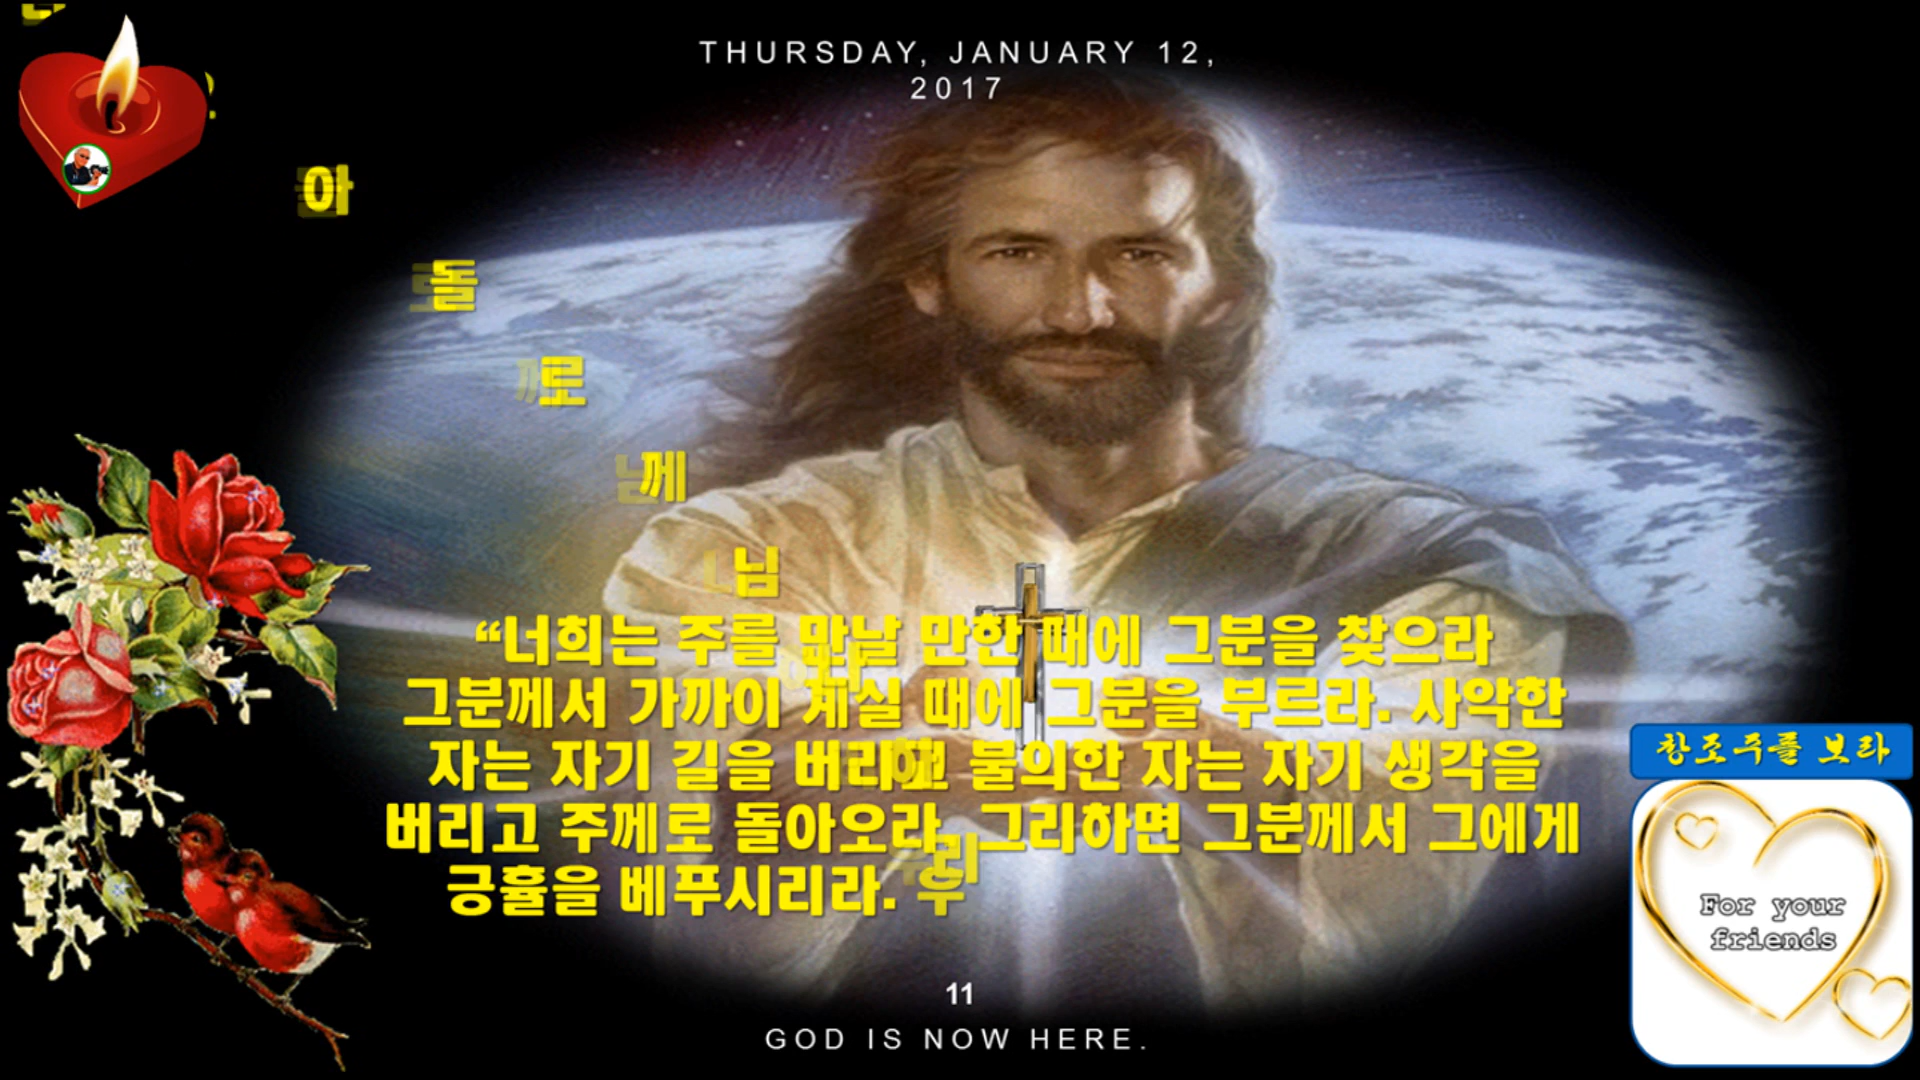 THURSDAY, JANUARY 12,
2017
아
돌
로
께
님
“너희는 주를 만날 만한 때에 그분을 찾으라
그분께서 가까이 계실 때에 그분을 부르라. 사악한
자는 자기 길을 버리고 불의한 자는 자기 생각을
버리고 주께로 돌아오라. 그리하면 그분께서 그에게
긍휼을 베푸시리라. 우
리
창조주를 보라
For your
friends
11
GOD IS NOW HERE.